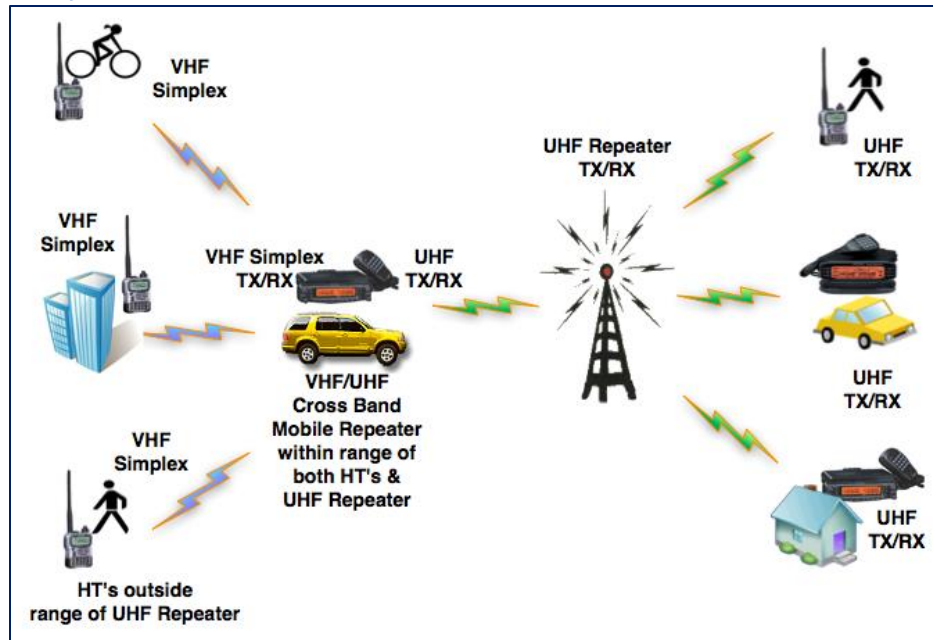 VHF
Simplex
VHF
Simplex
VHF
Simplex
HT's outside
range of UHF Repeater
VHF Simplex
TX/RX
UHF
TX/RX
VHF/UHF
Cross Band
Mobile Repeater
within range of
both HT's &
UHF Repeater
UHF Repeater
TX/RX
UHF
TX/RX
UHF
TX/RX
UHF
TX/RX